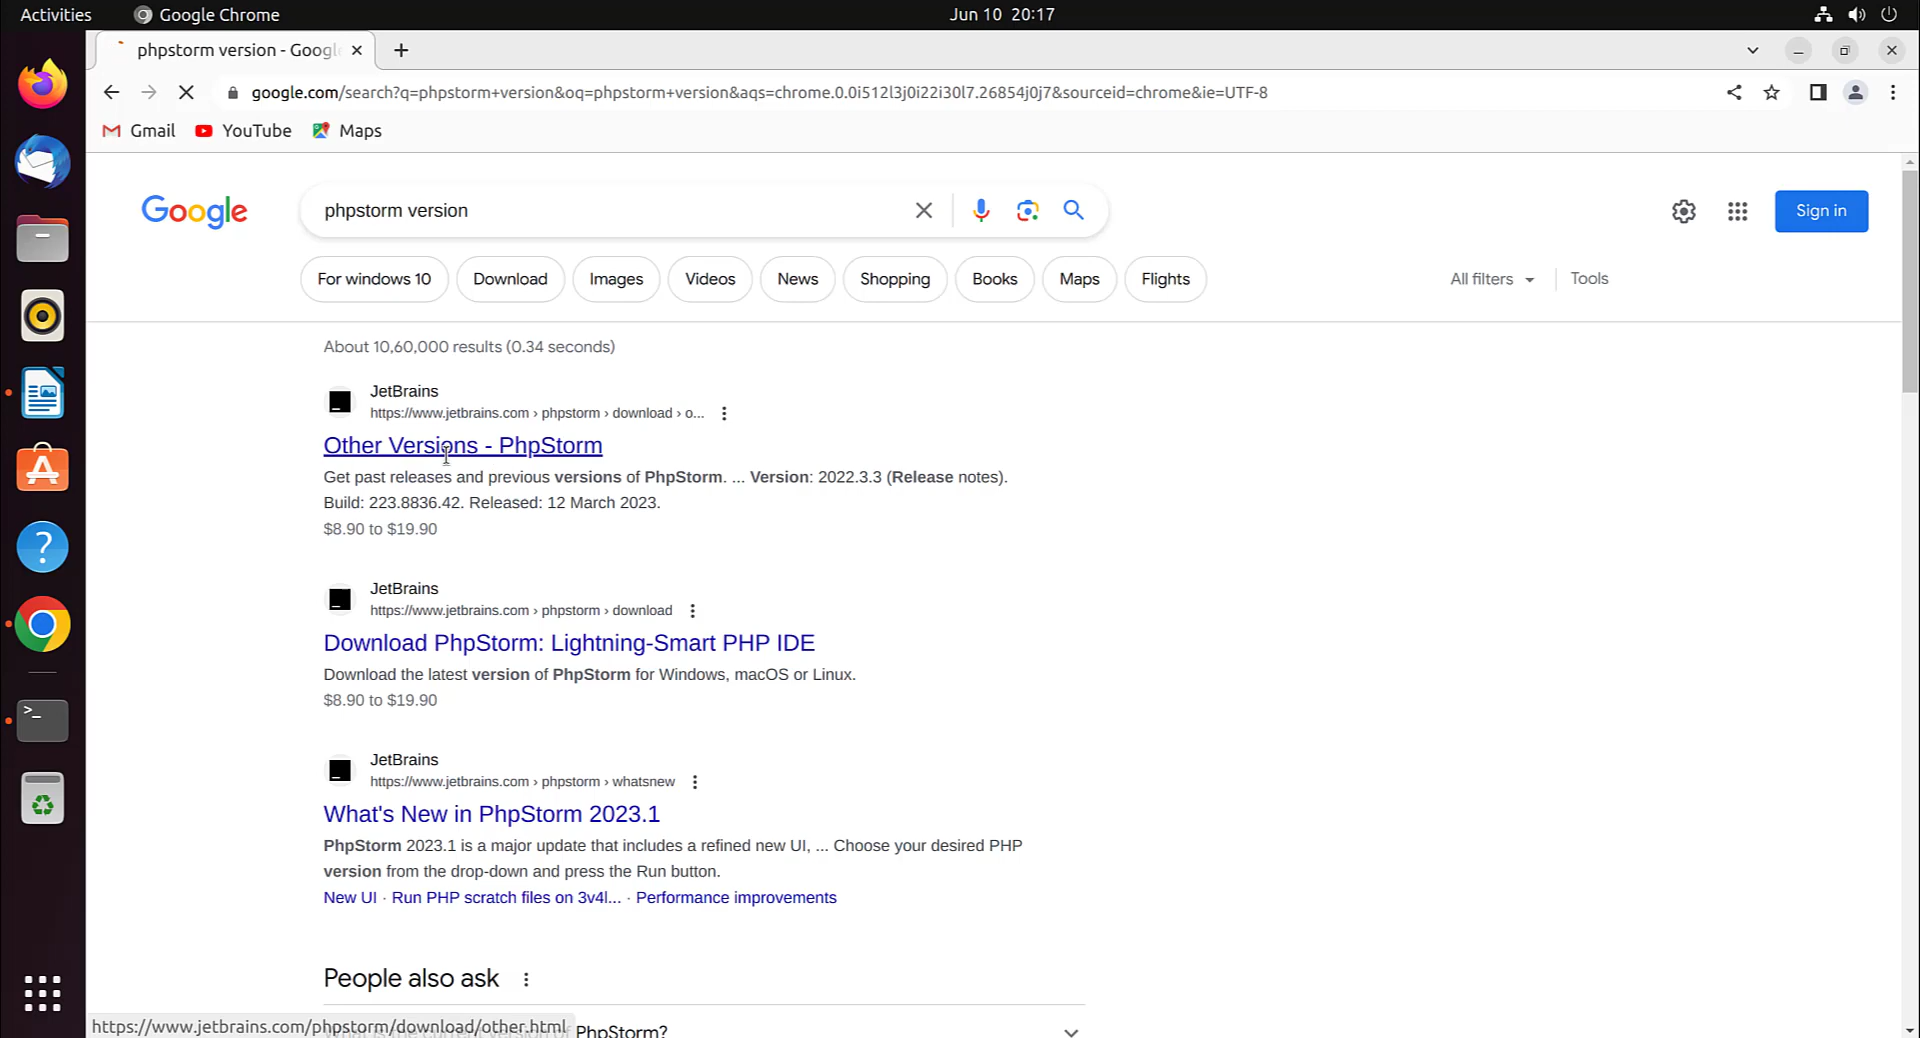 Activities
Google Chrome
Jun 10 20:17
phpstorm version - Googl
google.com/search?q=phpstorm+version&oq=phpstorm+version&aqs=chrome.0.0i512l3j0i22i30l7.26854j0j7&sourceid=chrome&ie=UTF-8
Gmail
YouTube
Maps
Google
phpstorm version
Sign in
For windows 10
Download
Images
Videos
News
Shopping
Books
Maps
Flights
All filters
Tools
About 10,60,000 results (0.34 seconds)
JetBrains
https://www.jetbrains.com › phpstorm › download › o...
Other Versions - PhpStorm
Get past releases and previous versions of PhpStorm. ... Version: 2022.3.3 (Release notes).
Build: 223.8836.42. Released: 12 March 2023.
$8.90 to $19.90
JetBrains
https://www.jetbrains.com › phpstorm › download
Download PhpStorm: Lightning-Smart PHP IDE
Download the latest version of PhpStorm for Windows, macOS or Linux.
$8.90 to $19.90
JetBrains
https://www.jetbrains.com › phpstorm › whatsnew
What's New in PhpStorm 2023.1
PhpStorm 2023.1 is a major update that includes a refined new UI, ... Choose your desired PHP
version from the drop-down and press the Run button.
New UI · Run PHP scratch files on 3v4l... · Performance improvements
People also ask
https://www.jetbrains.com/phpstorm/download/other.html
PhpStorm?